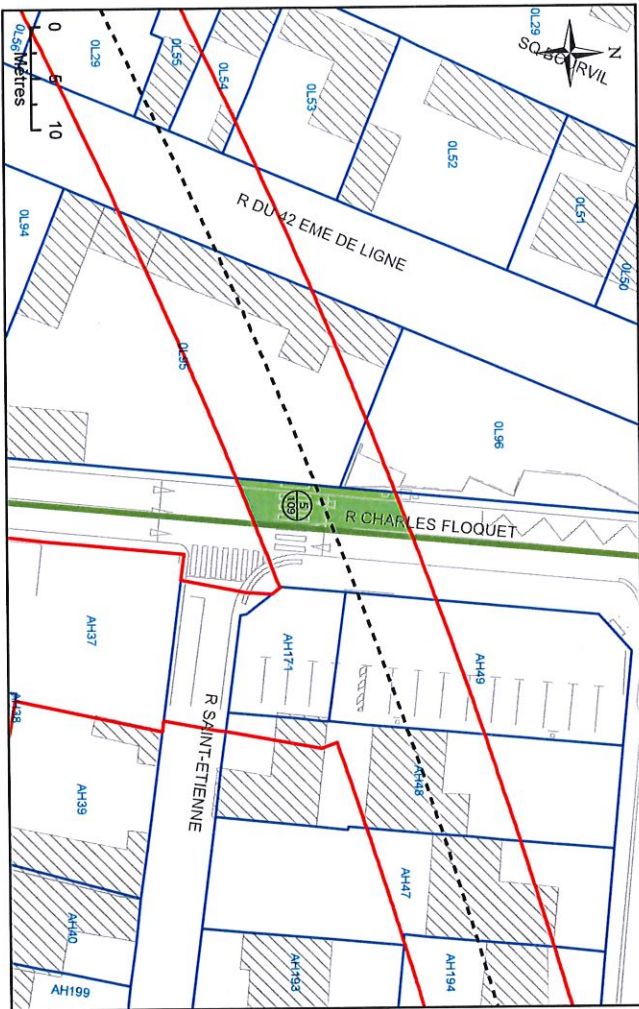 0L29
SQ BOURVIL
N
0L56
0L29
0L55
0L54
0L53
0L52
0L51
0L50
0 5 10
Mètres
R DU 42 EME DE LIGNE
0L94
0L95
0L96
5
109
R CHARLES FLOQUET
AH37
AH171
AH49
AH38
R SAINT-ETIENNE
AH39
AH48
AH47
AH40
AH199
AH193
AH194